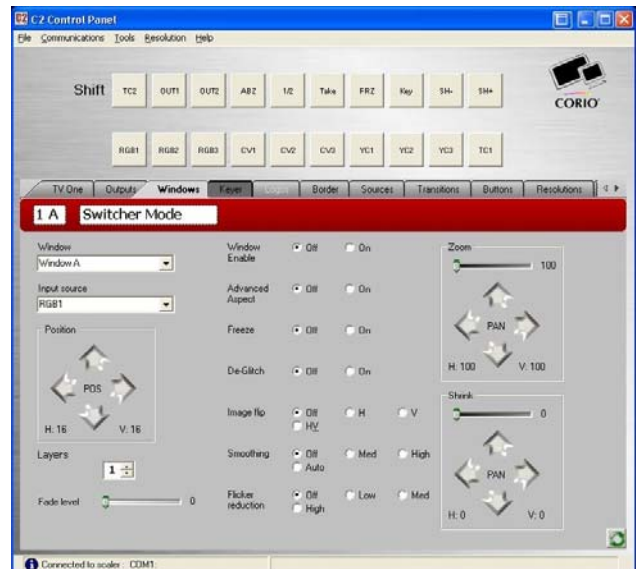 C2 Control Panel
File Communications Tools Resolution Help
Shift TC2 OUT1 OUT2 ABZ 1/2 Take FRZ Key SH- SH+
CORIO
RGB1 RGB2 RGB3 CV1 CV2 CV3 YC1 YC2 YC3 TC1
TV One Outputs Windows Keyer Logos Border Sources Transitions Buttons Resolutions
1 A Switcher Mode
Window
Window A
Input source
RGB1
Position
POS
H: 16 V: 16
Layers
1
Fade level 0
Window Enable Off On
Advanced Aspect Off On
Freeze Off On
De-Glitch Off On
Image flip Off H V
HV
Smoothing Off Med High
Auto
Flicker reduction Off Low Med
High
Zoom
100
PAN
H: 100 V: 100
Shrink
0
PAN
H: 0 V: 0
Connected to scaler : COM1: